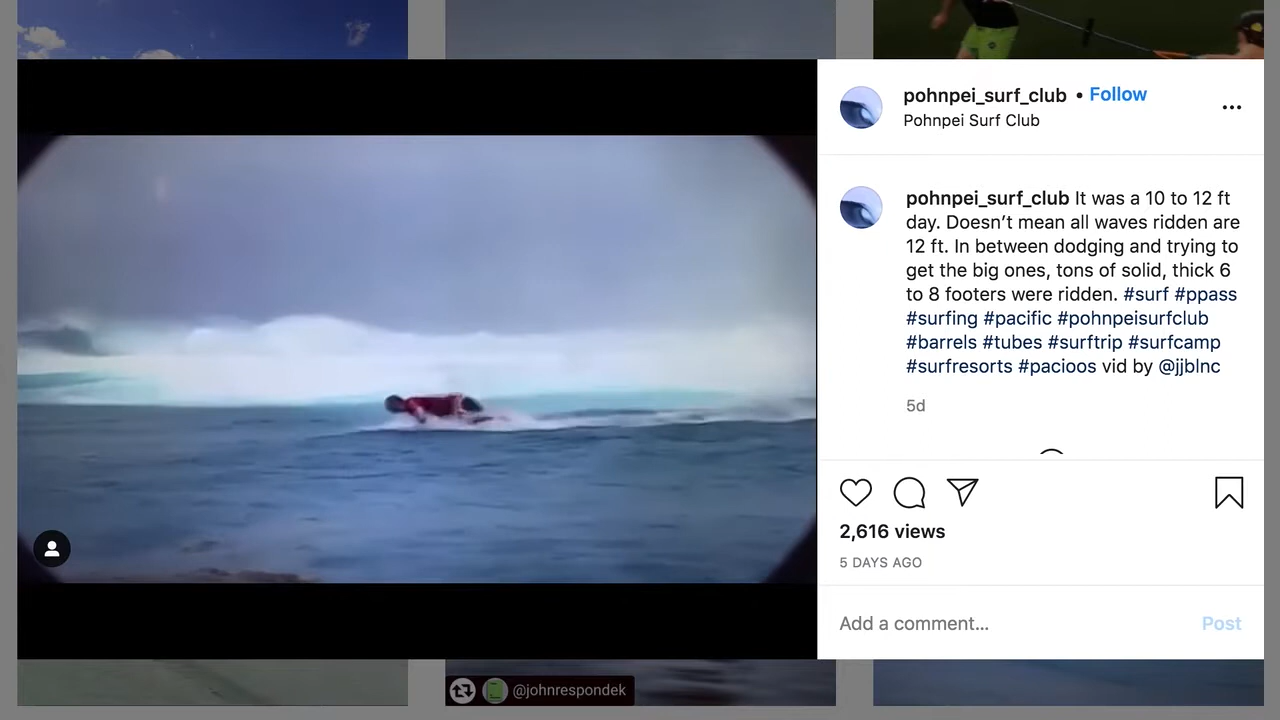 pohnpei_surf_club • Follow
Pohnpei Surf Club
pohnpei_surf_club It was a 10 to 12 ft
day. Doesn’t mean all waves ridden are
12 ft. In between dodging and trying to
get the big ones, tons of solid, thick 6
to 8 footers were ridden. #surf #ppass
#surfing #pacific #pohnpeisurfclub
#barrels #tubes #surftrip #surfcamp
#surfresorts #pacioos vid by @jjblnc
5d
2,616 views
5 DAYS AGO
Add a comment... Post
@johnrespondek